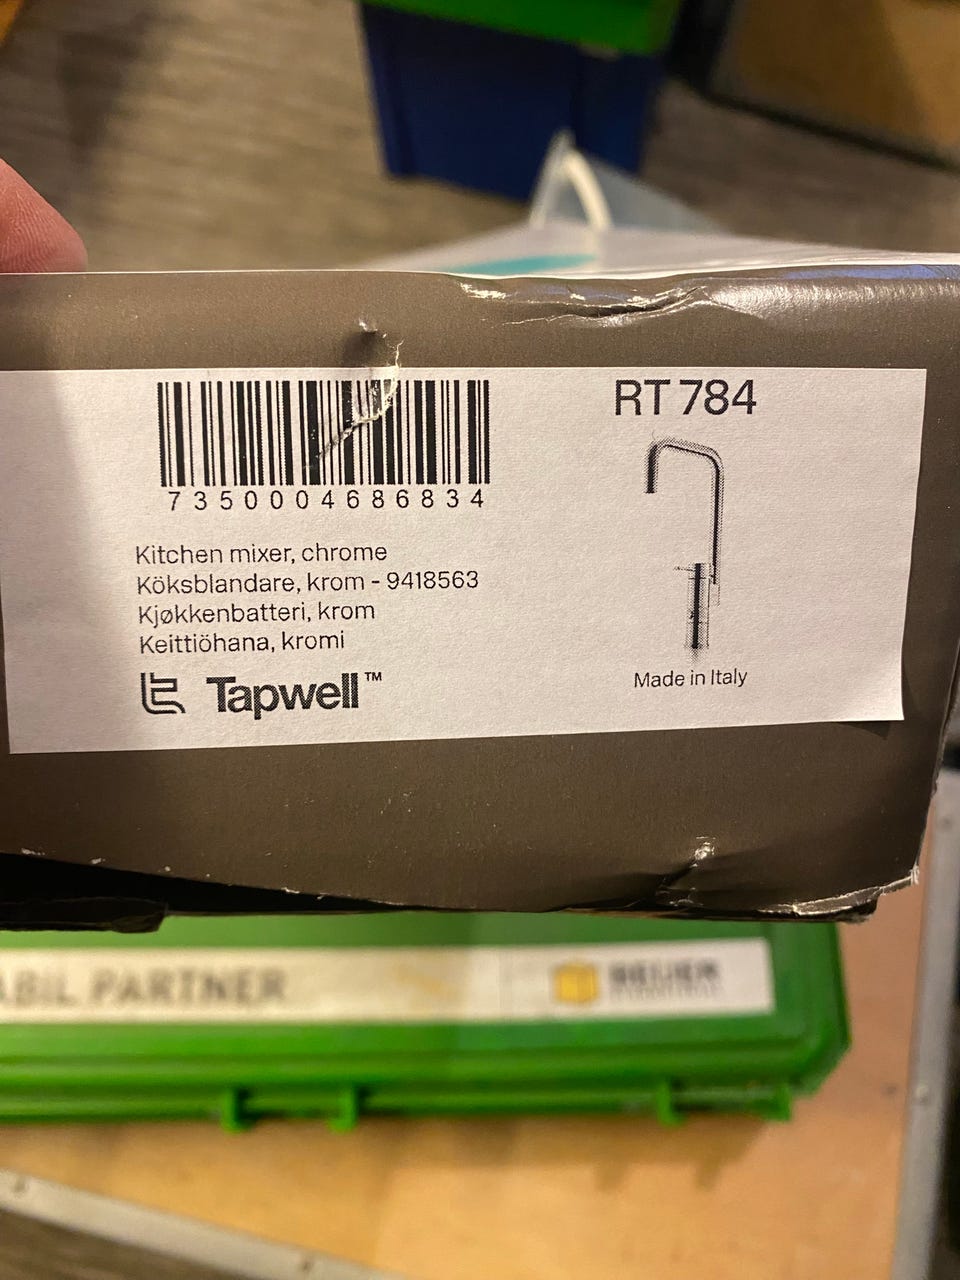 7350004686834
RT 784
Kitchen mixer, chrome
Köksblandare, krom - 9418563
Kjøkkenbatteri, krom
Keittiöhana, kromi
Tapwell™
Made in Italy
ABIL PARTNER
BEIJER